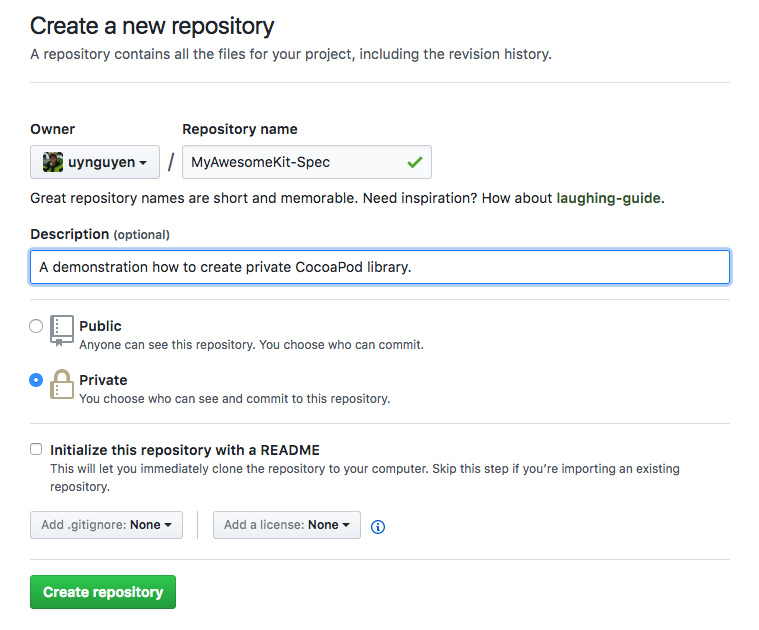 Create a new repository
A repository contains all the files for your project, including the revision history.
Owner Repository name
uynguyen / MyAwesomeKit-Spec
Great repository names are short and memorable. Need inspiration? How about laughing-guide.
Description (optional)
A demonstration how to create private CocoaPod library.
Public
Anyone can see this repository. You choose who can commit.
Private
You choose who can see and commit to this repository.
Initialize this repository with a README
This will let you immediately clone the repository to your computer. Skip this step if you’re importing an existing
repository.
Add .gitignore: None Add a license: None
Create repository